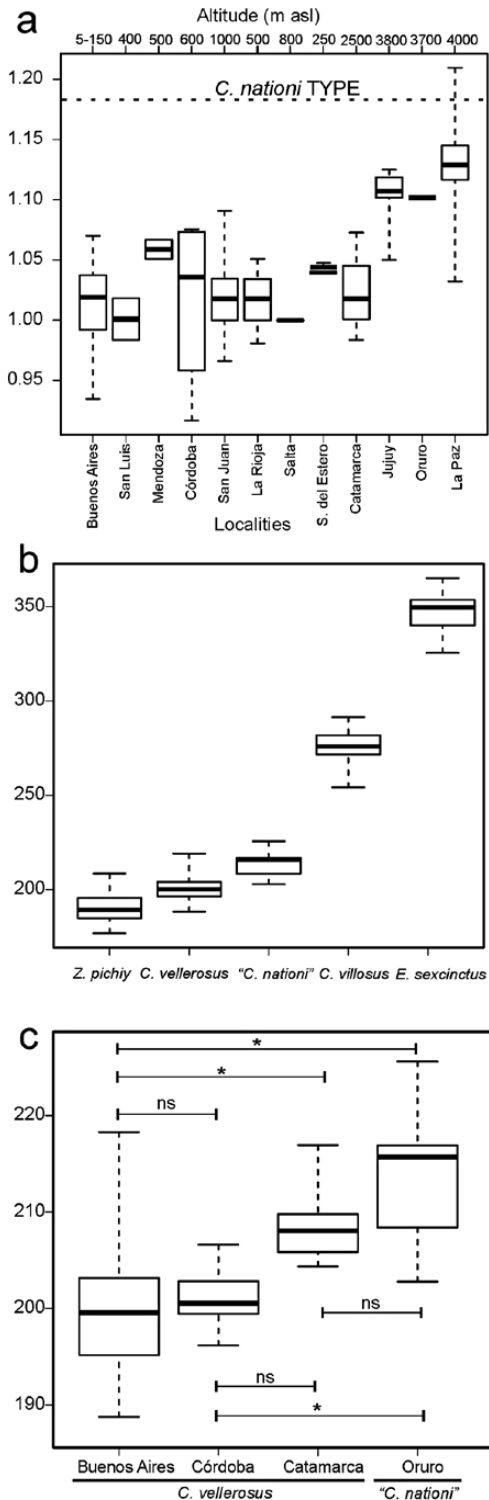 a
Altitude (m asl)
5-150 400 500 600 1000 500 800 250 2500 3800 3700 4000
C. nationi TYPE
1.20
1.15
1.10
1.05
1.00
0.95
Buenos Aires
San Luis
Mendoza
Córdoba
San Juan
La Rioja
Salta
S. del Estero
Catamarca
Jujuy
Oruro
La Paz
Localities
b
350
300
250
200
Z. pichiy C. vellerosus "C. nationi" C. villosus E. sexcinctus
c
*
*
ns
220
210
200
190
ns
ns
*
Buenos Aires Córdoba Catamarca Oruro
C. vellerosus "C. nationi"